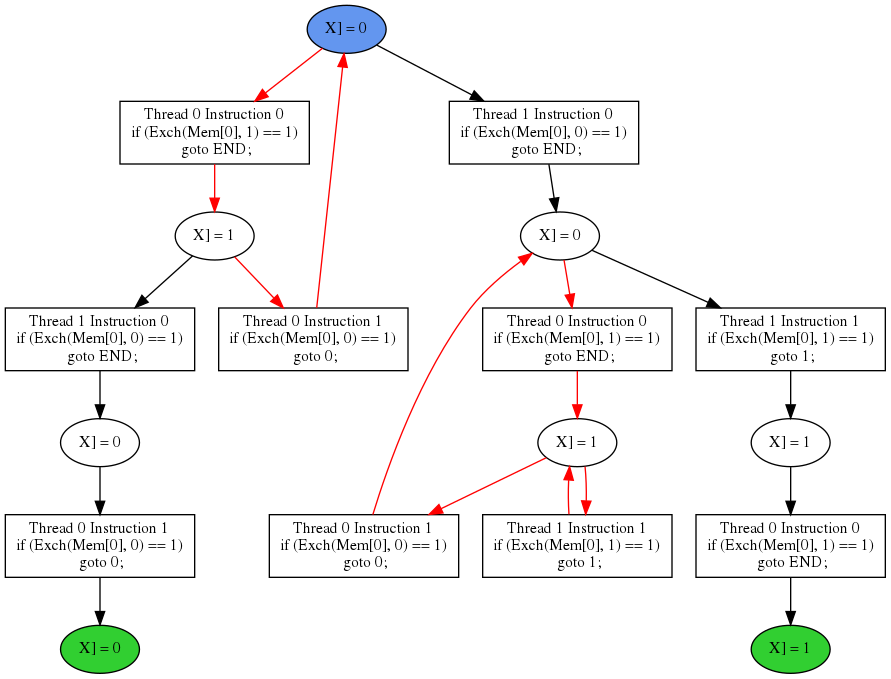 X] = 0
Thread 0 Instruction 0
if (Exch(Mem[0], 1) == 1)
goto END;
Thread 1 Instruction 0
if (Exch(Mem[0], 0) == 1)
goto END;
X] = 1
X] = 0
Thread 1 Instruction 0
if (Exch(Mem[0], 0) == 1)
goto END;
Thread 0 Instruction 1
if (Exch(Mem[0], 0) == 1)
goto 0;
Thread 0 Instruction 0
if (Exch(Mem[0], 1) == 1)
goto END;
Thread 1 Instruction 1
if (Exch(Mem[0], 1) == 1)
goto 1;
X] = 0
X] = 1
X] = 1
Thread 0 Instruction 1
if (Exch(Mem[0], 0) == 1)
goto 0;
Thread 0 Instruction 1
if (Exch(Mem[0], 0) == 1)
goto 0;
Thread 1 Instruction 1
if (Exch(Mem[0], 1) == 1)
goto 1;
Thread 0 Instruction 0
if (Exch(Mem[0], 1) == 1)
goto END;
X] = 0
X] = 1